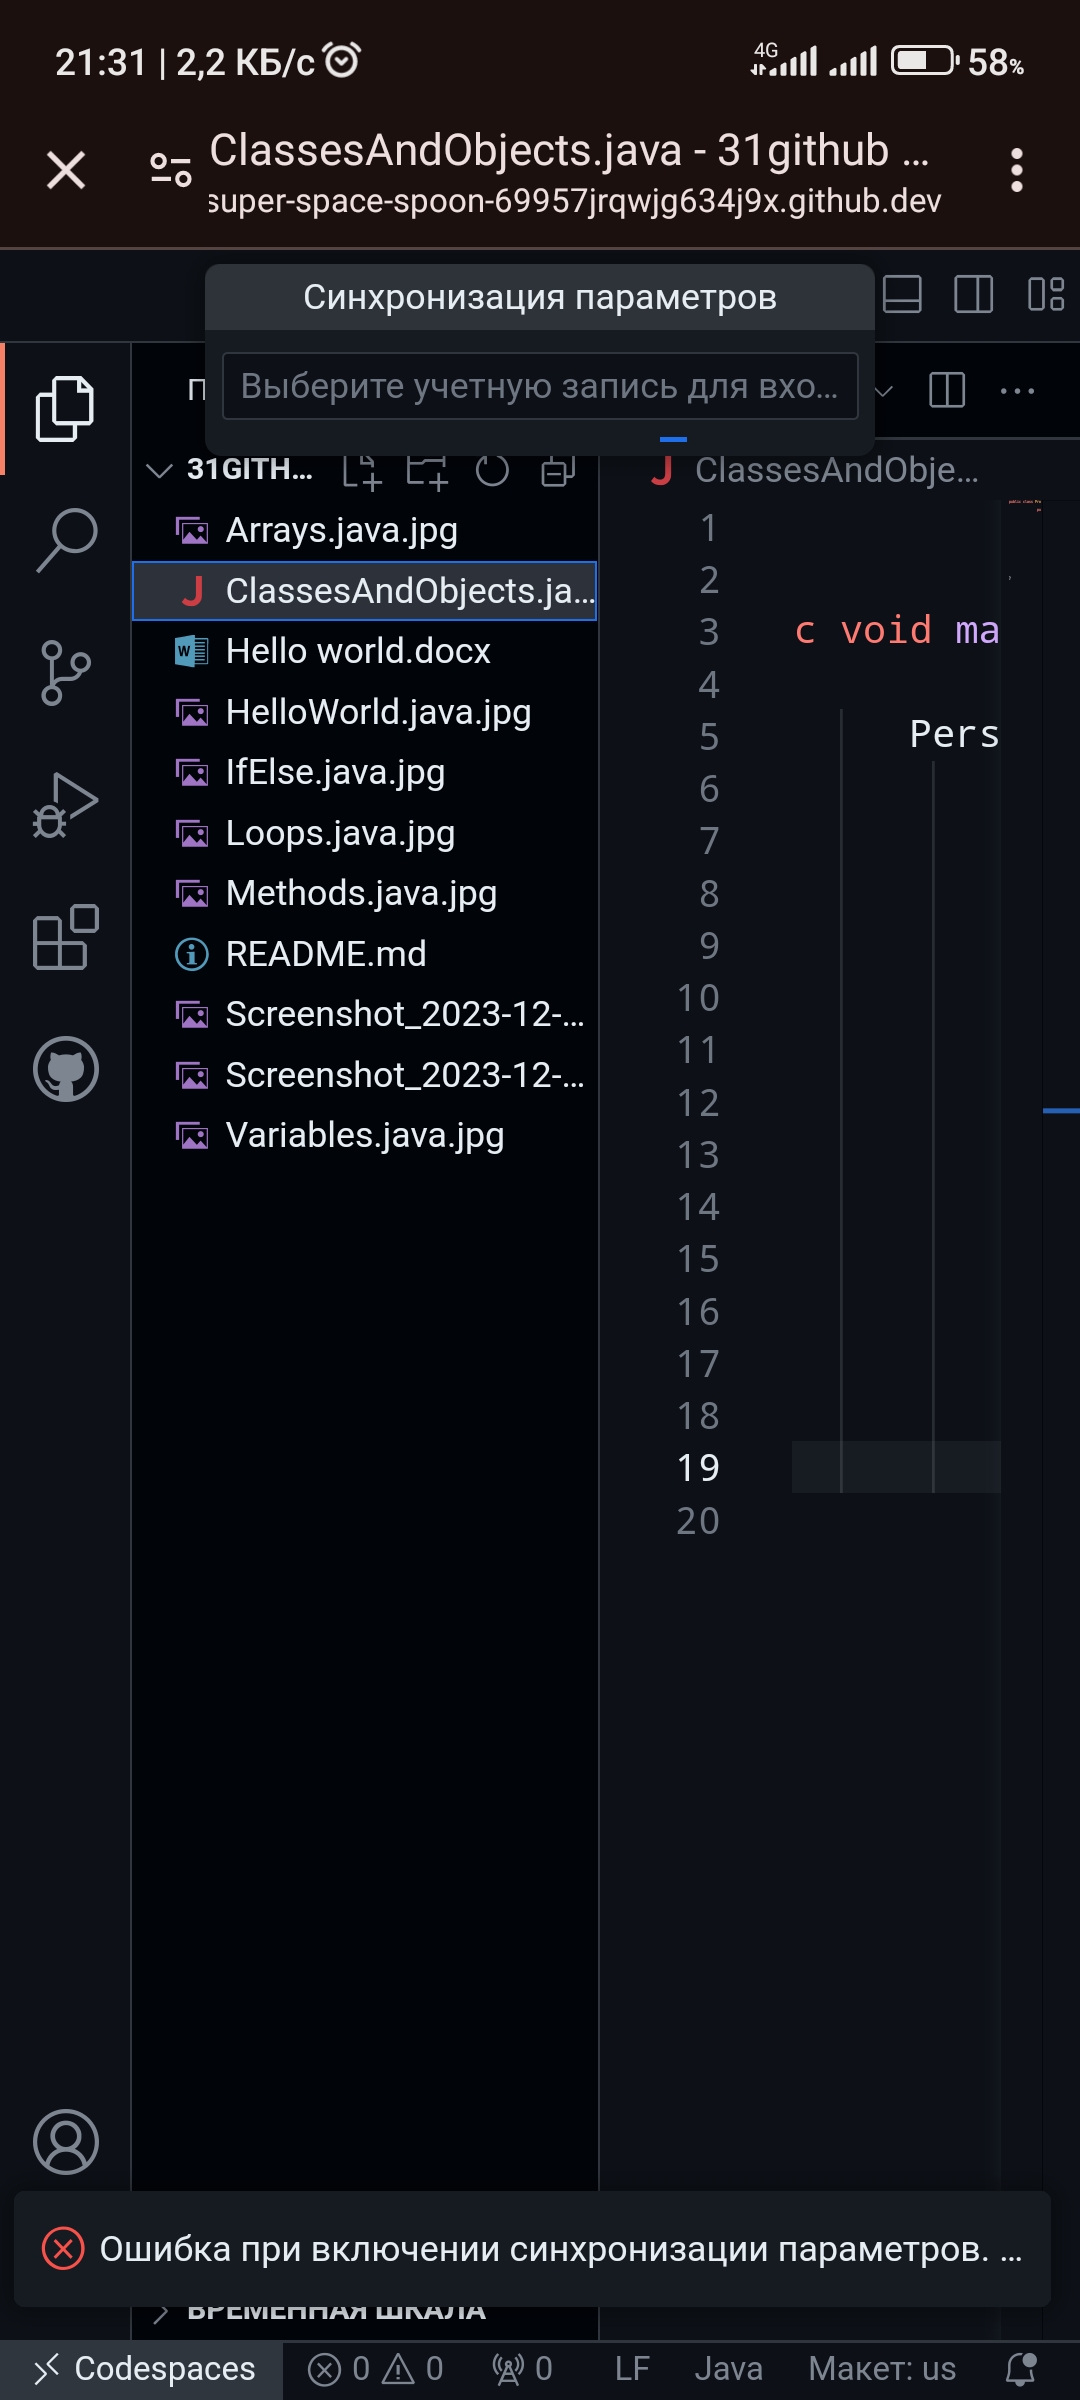 21:31 | 2,2 КБ/с
4G
58%
ClassesAndObjects.java - 31github ...
super-space-spoon-69957jrqwjg634j9x.github.dev
Синхронизация параметров
Выберите учетную запись для вхо...
П
31GITH...
ClassesAndObje...
Arrays.java.jpg
ClassesAndObjects.ja...
Hello world.docx
HelloWorld.java.jpg
IfElse.java.jpg
Loops.java.jpg
Methods.java.jpg
README.md
Screenshot_2023-12-...
Screenshot_2023-12-...
Variables.java.jpg
1
2
3 c void ma
4
5 Pers
6
7
8
9
10
11
12
13
14
15
16
17
18
19
20
Ошибка при включении синхронизации параметров. ...
ВРЕМЕННАЯ ШКАЛА
Codespaces 0 0 0 LF Java Макет: us